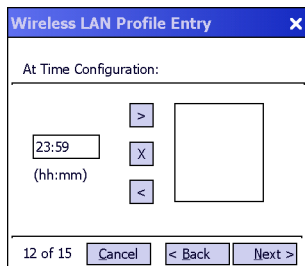 Wireless LAN Profile Entry X
At Time Configuration:
>
23:59
X
(hh:mm)
<
12 of 15 Cancel < Back Next >